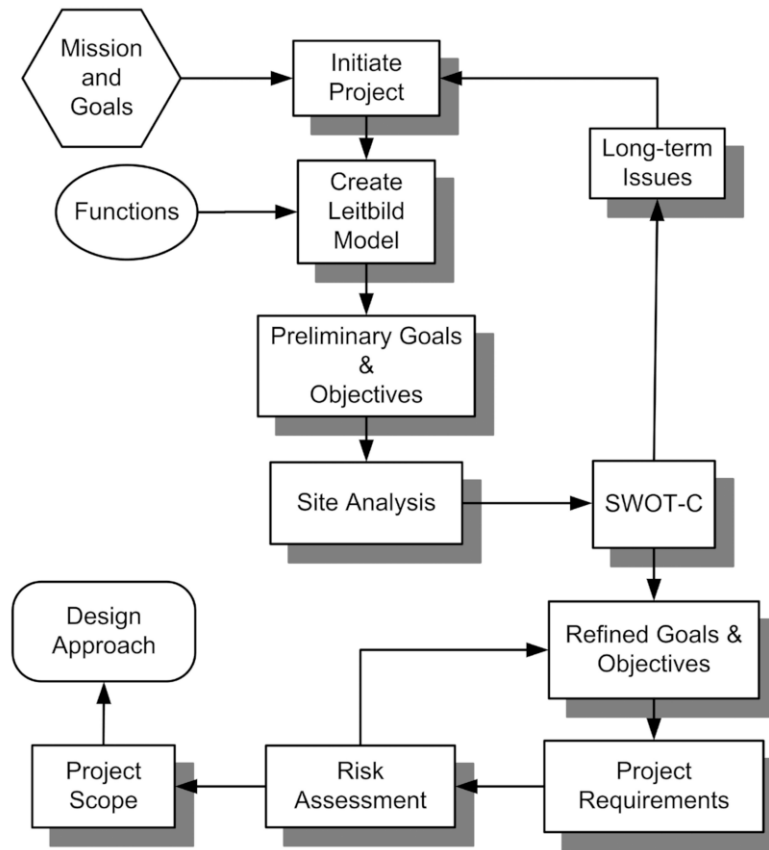 Mission
and
Goals
Initiate
Project
Long-term
Issues
Functions
Create
Leitbild
Model
Preliminary Goals
&
Objectives
Site Analysis
SWOT-C
Refined Goals &
Objectives
Design
Approach
Project
Scope
Risk
Assessment
Project
Requirements